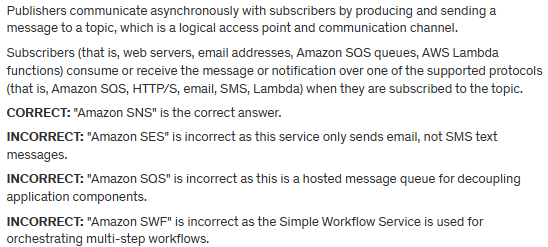 Publishers communicate asynchronously with subscribers by producing and sending a
message to a topic, which is a logical access point and communication channel.
Subscribers (that is, web servers, email addresses, Amazon SQS queues, AWS Lambda
functions) consume or receive the message or notification over one of the supported protocols
(that is, Amazon SQS, HTTP/S, email, SMS, Lambda) when they are subscribed to the topic.
CORRECT: "Amazon SNS" is the correct answer.
INCORRECT: "Amazon SES" is incorrect as this service only sends email, not SMS text
messages.
INCORRECT: "Amazon SQS" is incorrect as this is a hosted message queue for decoupling
application components.
INCORRECT: "Amazon SWF" is incorrect as the Simple Workflow Service is used for
orchestrating multi-step workflows.